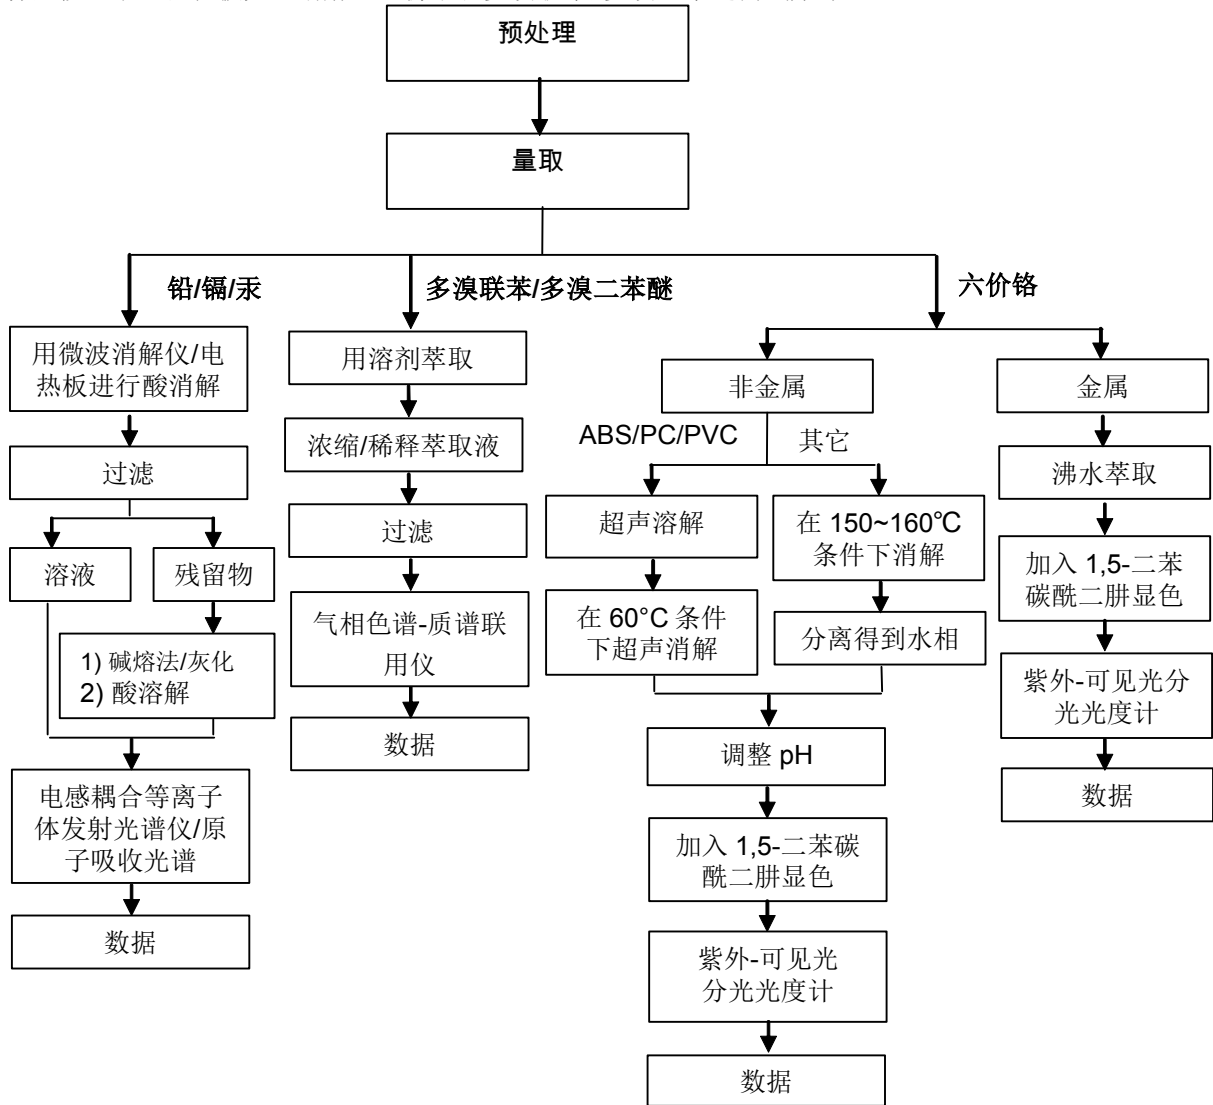 预处理
量取
铅/镉/汞
多溴联苯/多溴二苯醚
六价铬
用微波消解仪/电
热板进行酸消解
过滤
溶液
残留物
1) 碱熔法/灰化
2) 酸溶解
电感耦合等离子
体发射光谱仪/原
子吸收光谱
数据
用溶剂萃取
浓缩/稀释萃取液
过滤
气相色谱-质谱联
用仪
数据
非金属
ABS/PC/PVC
其它
超声溶解
在 60°C 条件
下超声消解
在 150~160℃
条件下消解
分离得到水相
调整 pH
加入 1,5-二苯碳
酰二肼显色
紫外-可见光
分光光度计
数据
金属
沸水萃取
加入 1,5-二苯
碳酰二肼显色
紫外-可见光分
光光度计
数据